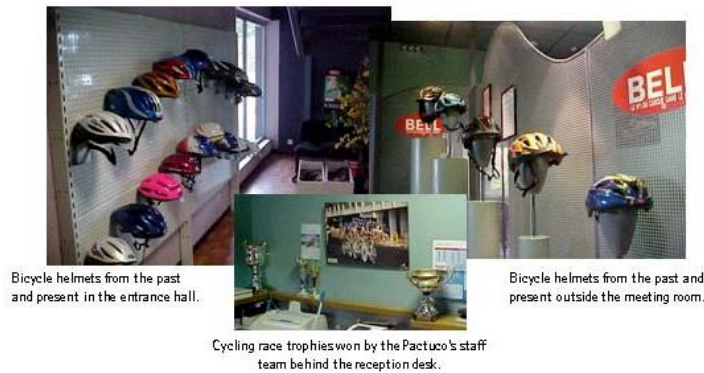 BELL
BELL
Bicycle helmets from the past
and present in the entrance hall.
Bicycle helmets from the past and
present outside the meeting room.
Cycling race trophies won by the Pactuco's staff
team behind the reception desk.